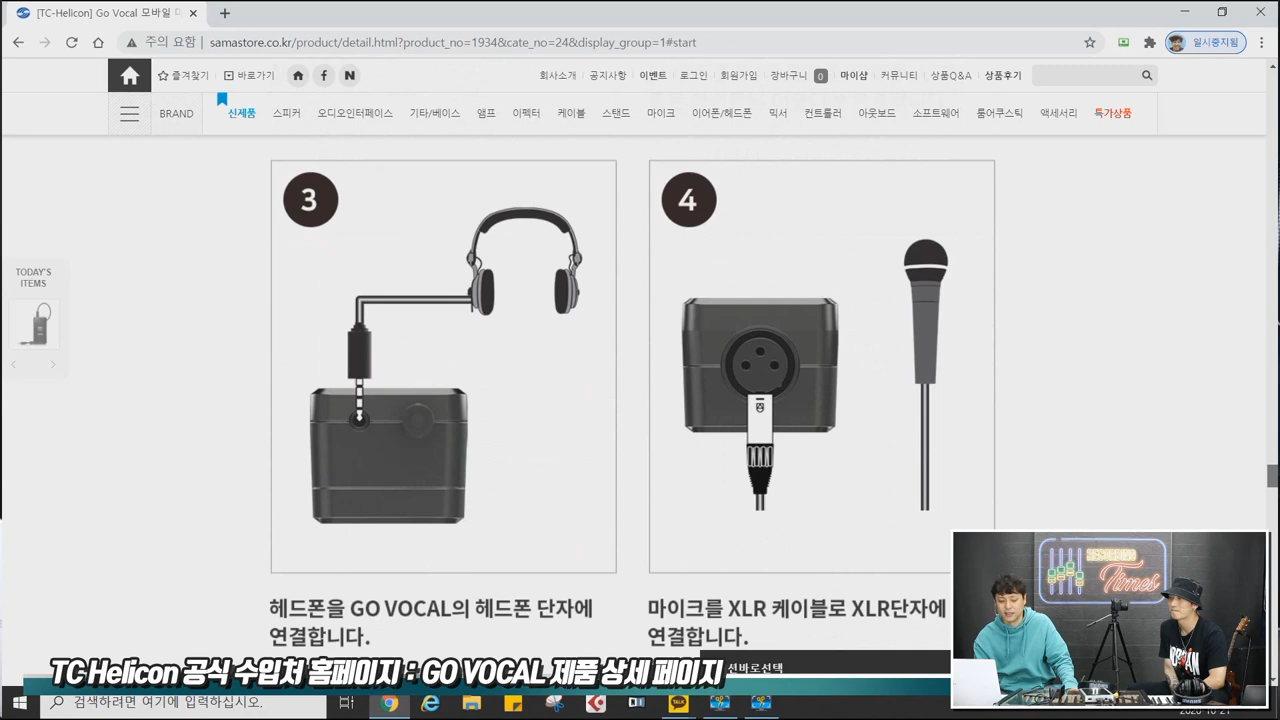 [TC-Helicon] Go Vocal 모바일 마
주의 요함
samastore.co.kr/product/detail.html?product_no=1934&cate_no=24&display_group=1#start
일시중지됨
즐겨찾기
바로가기
회사소개
공지사항
이벤트
로그인
회원가입
장바구니 0
마이샵
커뮤니티
상품Q&A
상품후기
BRAND
신제품
스피커
오디오인터페이스
기타/베이스
앰프
이펙터
케이블
스탠드
마이크
이어폰/헤드폰
믹서
컨트롤러
아웃보드
소프트웨어
룸어쿠스틱
액세서리
특가상품
3
4
TODAY'S
ITEMS
헤드폰을 GO VOCAL의 헤드폰 단자에
연결합니다.
마이크를 XLR 케이블로 XLR단자에
연결합니다.
RECORDING
Times
션바로선택
TC Helicon 공식 수입처 홈페이지 : GO VOCAL 제품 상세 페이지
검색하려면 여기에 입력하십시오.
TALK
2020-10-21